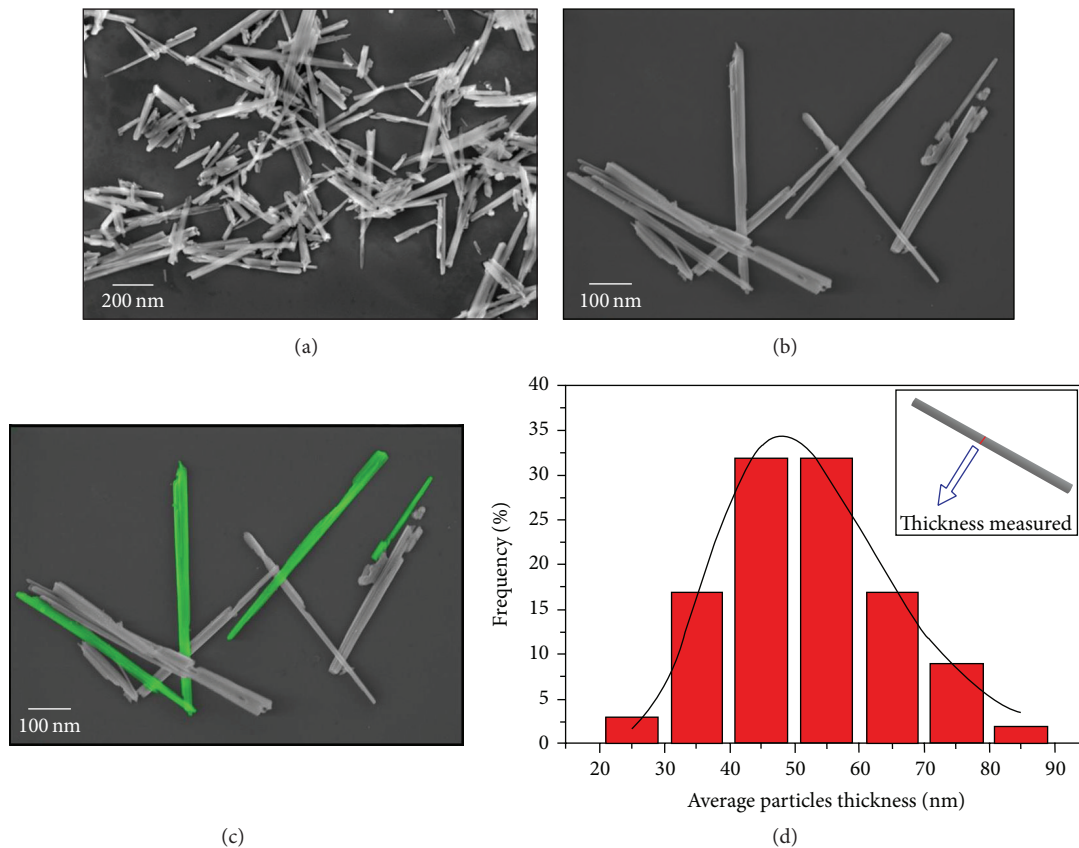 200 nm
(a)
100 nm
(b)
100 nm
(c)
40
35
30
25
20
15
10
5
0
Frequency (%)
Thickness measured
20 30 40 50 60 70 80 90
Average particles thickness (nm)
(d)